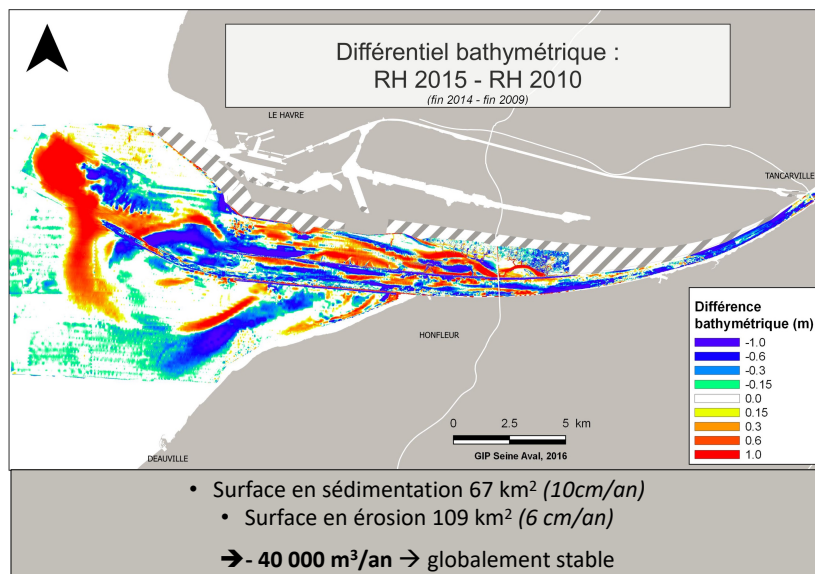 Différentiel bathymétrique :
RH 2015 - RH 2010
(fin 2014 - fin 2009)
LE HAVRE
TANCARVILLE
HONFLEUR
DEAUVILLE
Différence
bathymétrique (m)
-1.0
-0.6
-0.3
-0.15
0.0
0.15
0.3
0.6
1.0
0 2.5 5 km
GIP Seine Aval, 2016
• Surface en sédimentation 67 km² (10cm/an)
• Surface en érosion 109 km² (6 cm/an)
➔- 40 000 m³/an → globalement stable